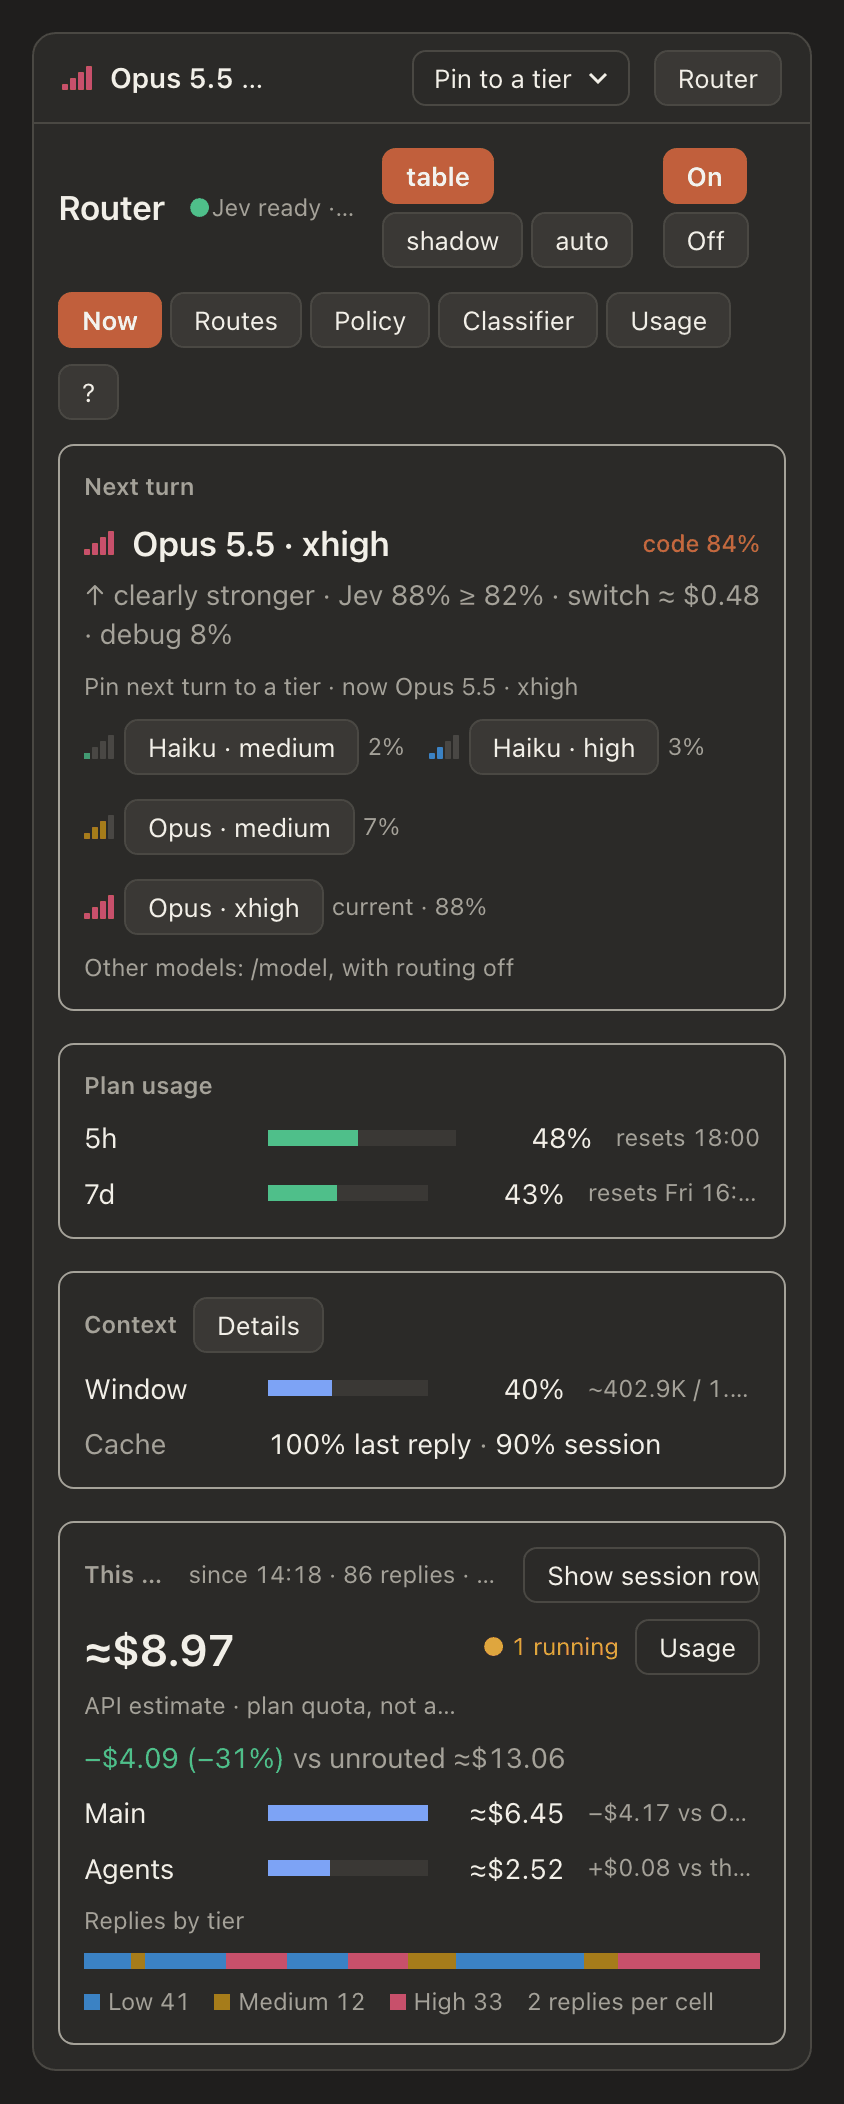 Opus 5.5 ...
Pin to a tier
Router
Router
Jev ready ·...
table
shadow
auto
On
Off
Now
Routes
Policy
Classifier
Usage
?
Next turn
Opus 5.5 · xhigh
code 84%
↑ clearly stronger · Jev 88% ≥ 82% · switch ≈ $0.48
· debug 8%
Pin next turn to a tier · now Opus 5.5 · xhigh
Haiku · medium 2%
Haiku · high 3%
Opus · medium 7%
Opus · xhigh current · 88%
Other models: /model, with routing off
Plan usage
5h 48% resets 18:00
7d 43% resets Fri 16:...
Context Details
Window 40% ~402.9K / 1....
Cache 100% last reply · 90% session
This ... since 14:18 · 86 replies · ... Show session row
≈$8.97 1 running Usage
API estimate · plan quota, not a...
−$4.09 (−31%) vs unrouted ≈$13.06
Main ≈$6.45 −$4.17 vs O...
Agents ≈$2.52 +$0.08 vs th...
Replies by tier
Low 41 Medium 12 High 33 2 replies per cell